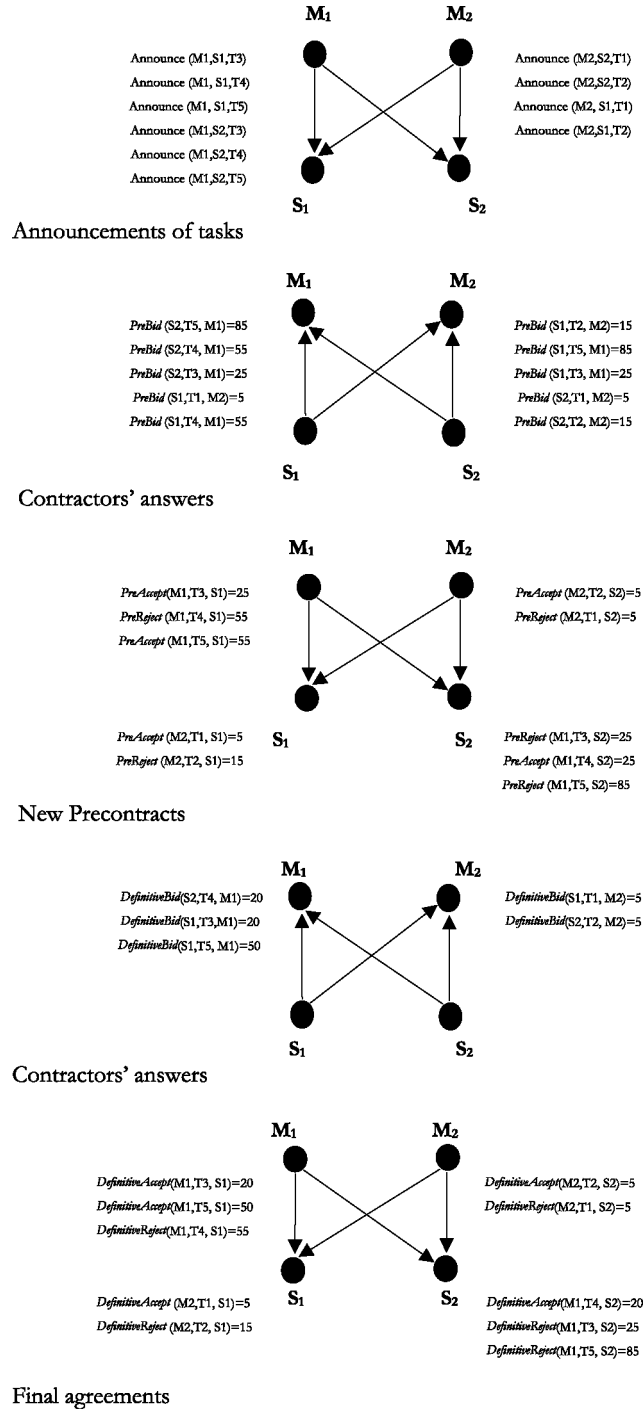 M1 M2
Announce (M1,S1,T3)
Announce (M1, S1,T4)
Announce (M1, S1,T5)
Announce (M1,S2,T3)
Announce (M1,S2,T4)
Announce (M1,S2,T5)
Announce (M2,S2,T1)
Announce (M2,S2,T2)
Announce (M2, S1,T1)
Announce (M2,S1,T2)
S1 S2
Announcements of tasks
M1 M2
PreBid (S2,T5, M1)=85
PreBid (S2,T4, M1)=55
PreBid (S2,T3, M1)=25
PreBid (S1,T1, M2)=5
PreBid (S1,T4, M1)=55
PreBid (S1,T2, M2)=15
PreBid (S1,T5, M1)=85
PreBid (S1,T3, M1)=25
PreBid (S2,T1, M2)=5
PreBid (S2,T2, M2)=15
S1 S2
Contractors’ answers
M1 M2
PreAccept(M1,T3, S1)=25
PreReject (M1,T4, S1)=55
PreAccept (M1,T5, S1)=55
PreAccept (M2,T2, S2)=5
PreReject (M2,T1, S2)=5
S1 S2
PreAccept (M2,T1, S1)=5
PreReject (M2,T2, S1)=15
PreReject (M1,T3, S2)=25
PreAccept (M1,T4, S2)=25
PreReject (M1,T5, S2)=85
New Precontracts
M1 M2
DefinitiveBid(S2,T4, M1)=20
DefinitiveBid(S1,T3,M1)=20
DefinitiveBid(S1,T5, M1)=50
DefinitiveBid(S1,T1, M2)=5
DefinitiveBid(S2,T2, M2)=5
S1 S2
Contractors’ answers
M1 M2
DefinitiveAccept(M1,T3, S1)=20
DefinitiveAccept(M1,T5, S1)=50
DefinitiveReject(M1,T4, S1)=55
DefinitiveAccept(M2,T2, S2)=5
DefinitiveReject(M2,T1, S2)=5
S1 S2
DefinitiveAccept (M2,T1, S1)=5
DefinitiveReject (M2,T2, S1)=15
DefinitiveAccept(M1,T4, S2)=20
DefinitiveReject(M1,T3, S2)=25
DefinitiveReject(M1,T5, S2)=85
Final agreements